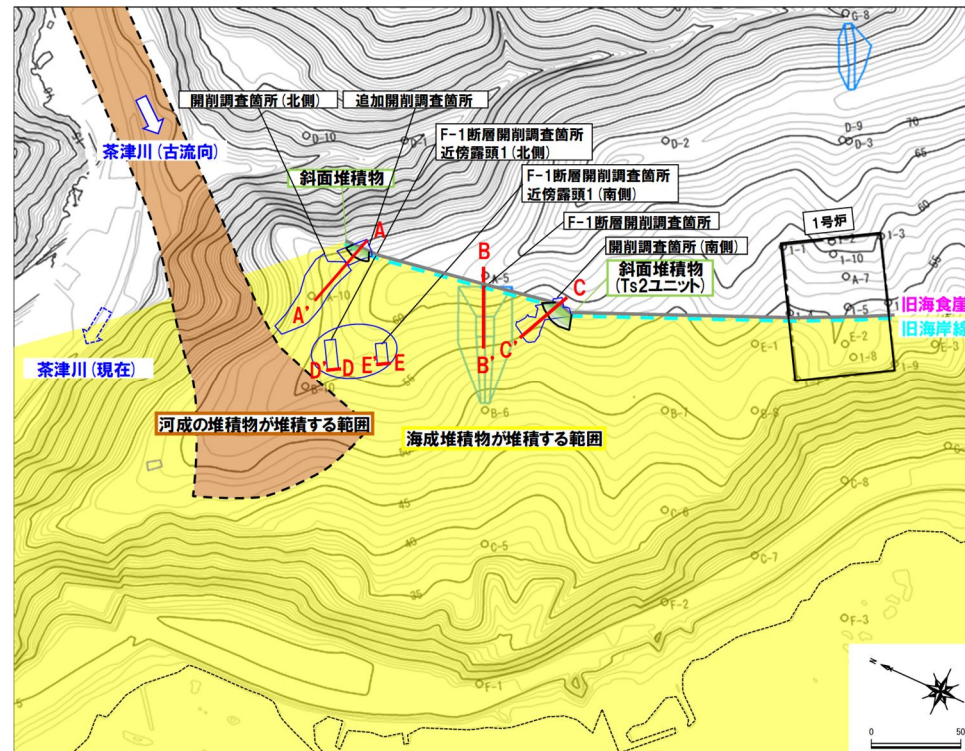 G-8
開削調査箇所(北側)
追加開削調査箇所
F-1断層開削調査箇所
近傍露頭1(北側)
D-10
D-1
D-2
D-9
D-3
70
65
茶津川(古流向)
斜面堆積物
F-1断層開削調査箇所
近傍露頭1(南側)
F-1断層開削調査箇所
開削調査箇所(南側)
斜面堆積物
(Ts2ユニット)
1号炉
60
55
1-1
1-2
1-3
1-10
A-7
1-4
1-5
A
B
A-5
C
A-10
A'
旧海食崖
旧海岸線
茶津川(現在)
60
55
D'
D
E'
E
B'
C'
E-1
1-8
E-3
1-9
B-10
B-6
B-7
B-8
河成の堆積物が堆積する範囲
海成堆積物が堆積する範囲
50
45
40
35
C-5
C-6
C-7
C-8
F-1
F-2
F-3
N
0
50